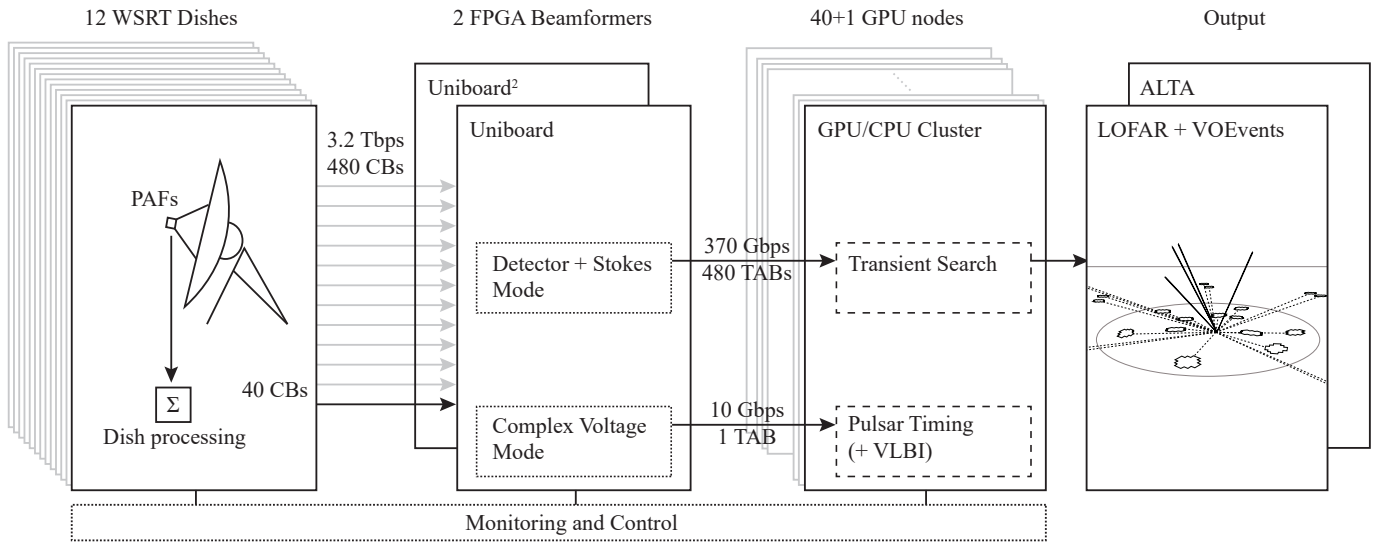 12 WSRT Dishes
2 FPGA Beamformers
40+1 GPU nodes
Output
Uniboard²
ALTA
Uniboard
GPU/CPU Cluster
LOFAR + VOEvents
3.2 Tbps
480 CBs
PAFs
370 Gbps
480 TABs
Detector + Stokes
Mode
Transient Search
40 CBs
Σ
Dish processing
10 Gbps
1 TAB
Complex Voltage
Mode
Pulsar Timing
(+ VLBI)
Monitoring and Control